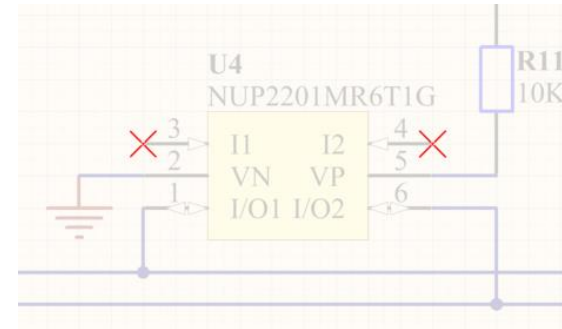 U4
NUP2201MR6T1G
R11
10K
3 I1 I2 4
2 VN VP 5
1 I/O1 I/O2 6